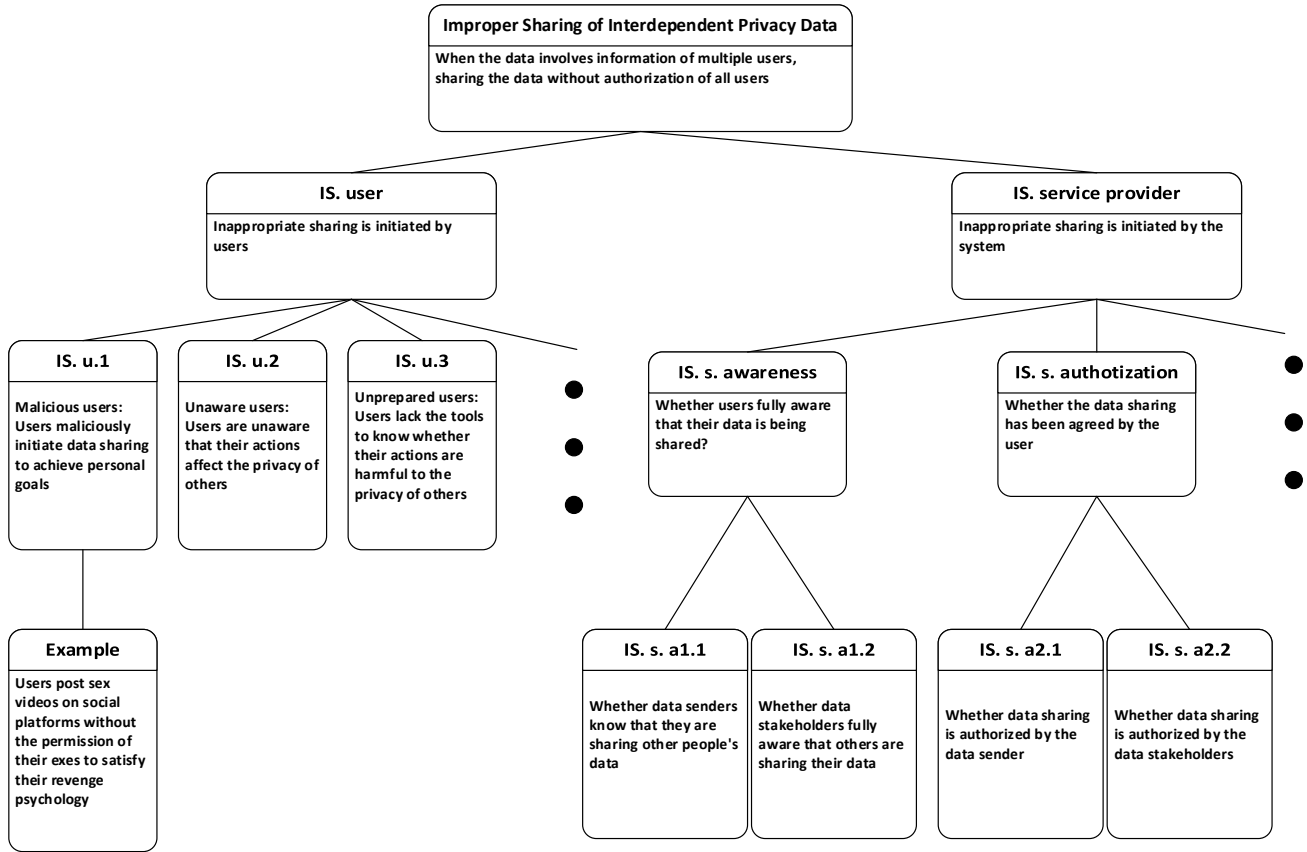 Improper Sharing of Interdependent Privacy Data
When the data involves information of multiple users,
sharing the data without authorization of all users
IS. user
Inappropriate sharing is initiated by
users
IS. service provider
Inappropriate sharing is initiated by the
system
IS. u.1
Malicious users:
Users maliciously
initiate data sharing
to achieve personal
goals
IS. u.2
Unaware users:
Users are unaware
that their actions
affect the privacy of
others
IS. u.3
Unprepared users:
Users lack the tools
to know whether
their actions are
harmful to the
privacy of others
IS. s. awareness
Whether users fully aware
that their data is being
shared?
IS. s. authotization
Whether the data sharing
has been agreed by the
user
Example
Users post sex
videos on social
platforms without
the permission of
their exes to satisfy
their revenge
psychology
IS. s. a1.1
Whether data senders
know that they are
sharing other people's
data
IS. s. a1.2
Whether data
stakeholders fully
aware that others are
sharing their data
IS. s. a2.1
Whether data sharing
is authorized by the
data sender
IS. s. a2.2
Whether data sharing
is authorized by the
data stakeholders